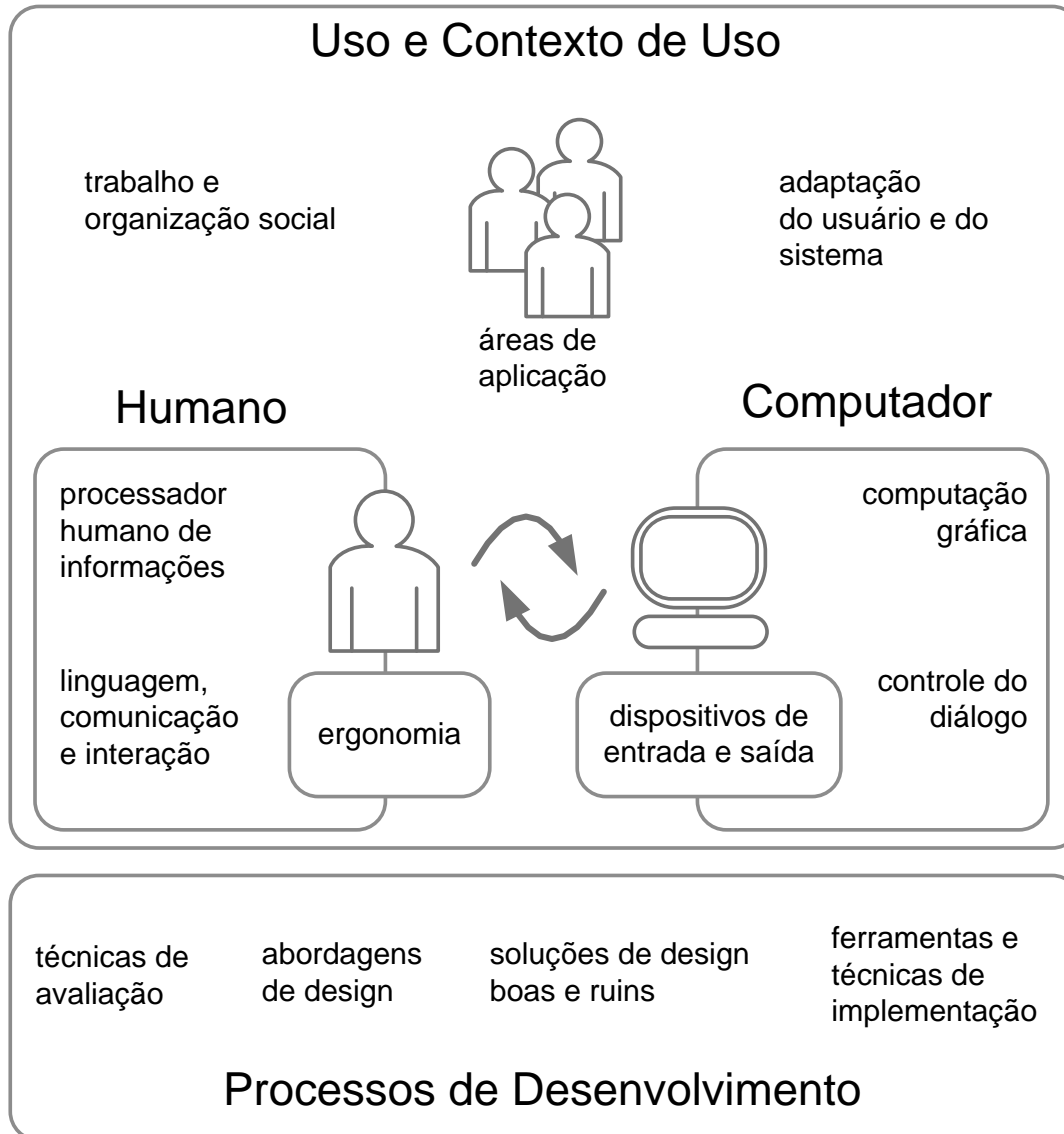 Uso e Contexto de Uso
trabalho e
organização social
adaptação
do usuário e do
sistema
áreas de
aplicação
Humano
Computador
processador
humano de
informações
computação
gráfica
linguagem,
comunicação
e interação
ergonomia
dispositivos de
entrada e saída
controle do
diálogo
técnicas de
avaliação
abordagens
de design
soluções de design
boas e ruins
ferramentas e
técnicas de
implementação
Processos de Desenvolvimento